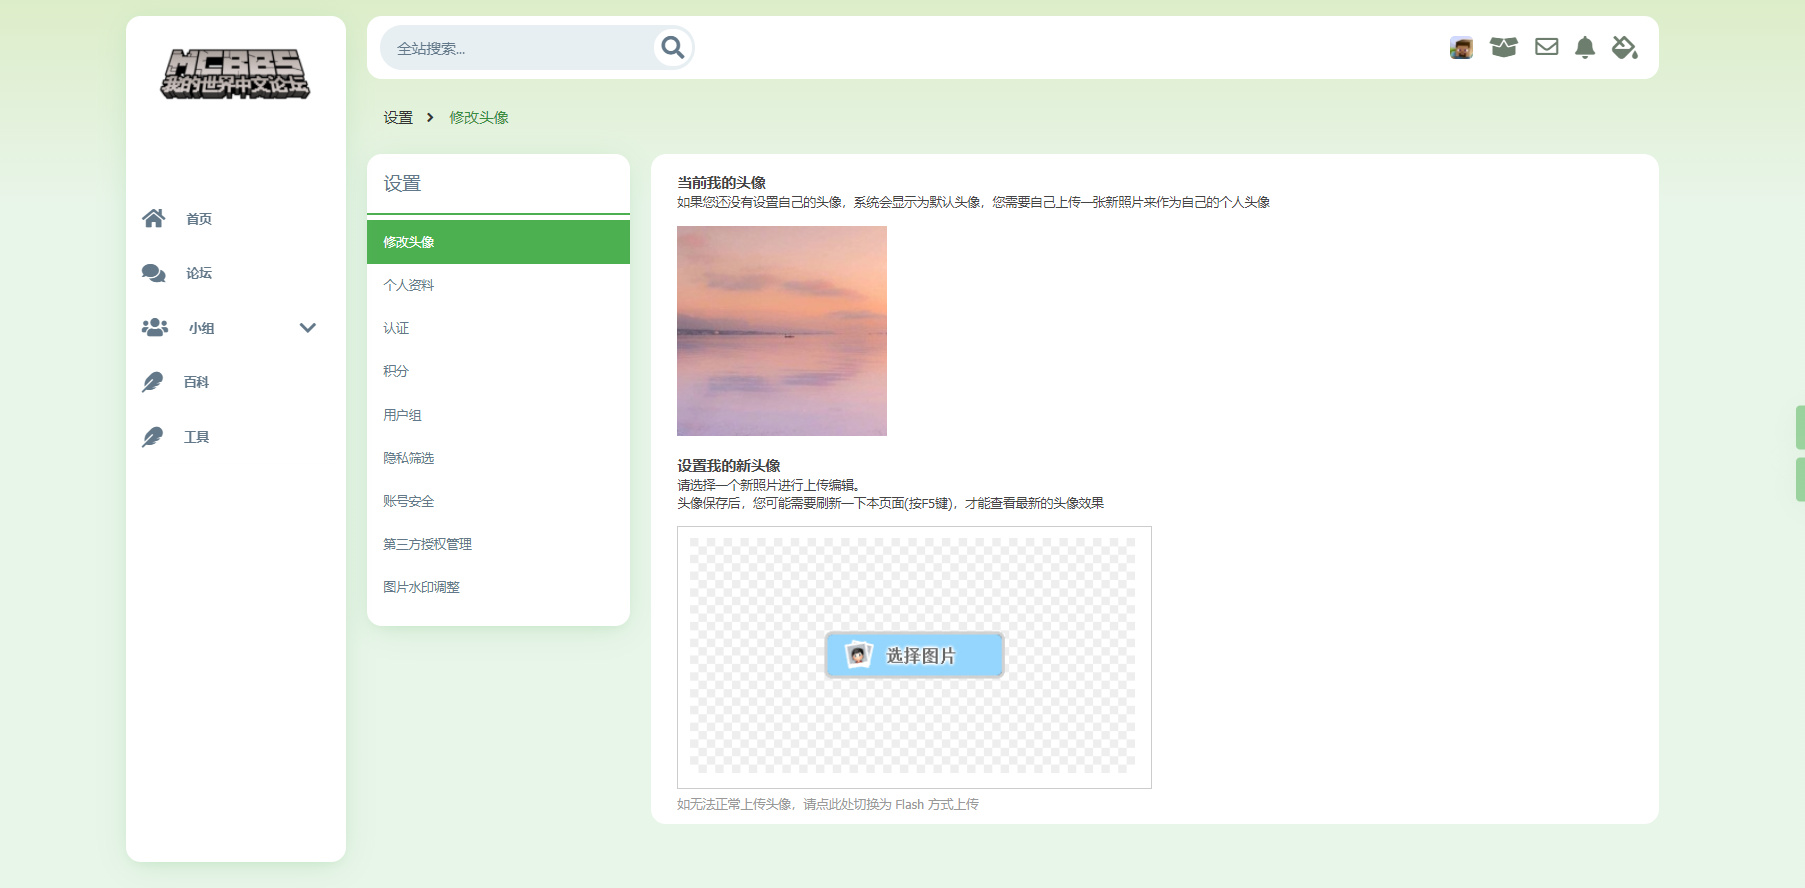 MCBBS
我的世界中文论坛
全站搜索...
首页
论坛
小组
百科
工具
设置
修改头像
设置
修改头像
个人资料
认证
积分
用户组
隐私筛选
账号安全
第三方授权管理
图片水印调整
当前我的头像
如果您还没有设置自己的头像，系统会显示为默认头像，您需要自己上传一张新照片来作为自己的个人头像
设置我的新头像
请选择一个新照片进行上传编辑。
头像保存后，您可能需要刷新一下本页面(按F5键)，才能查看最新的头像效果
选择图片
如无法正常上传头像，请点此处切换为 Flash 方式上传